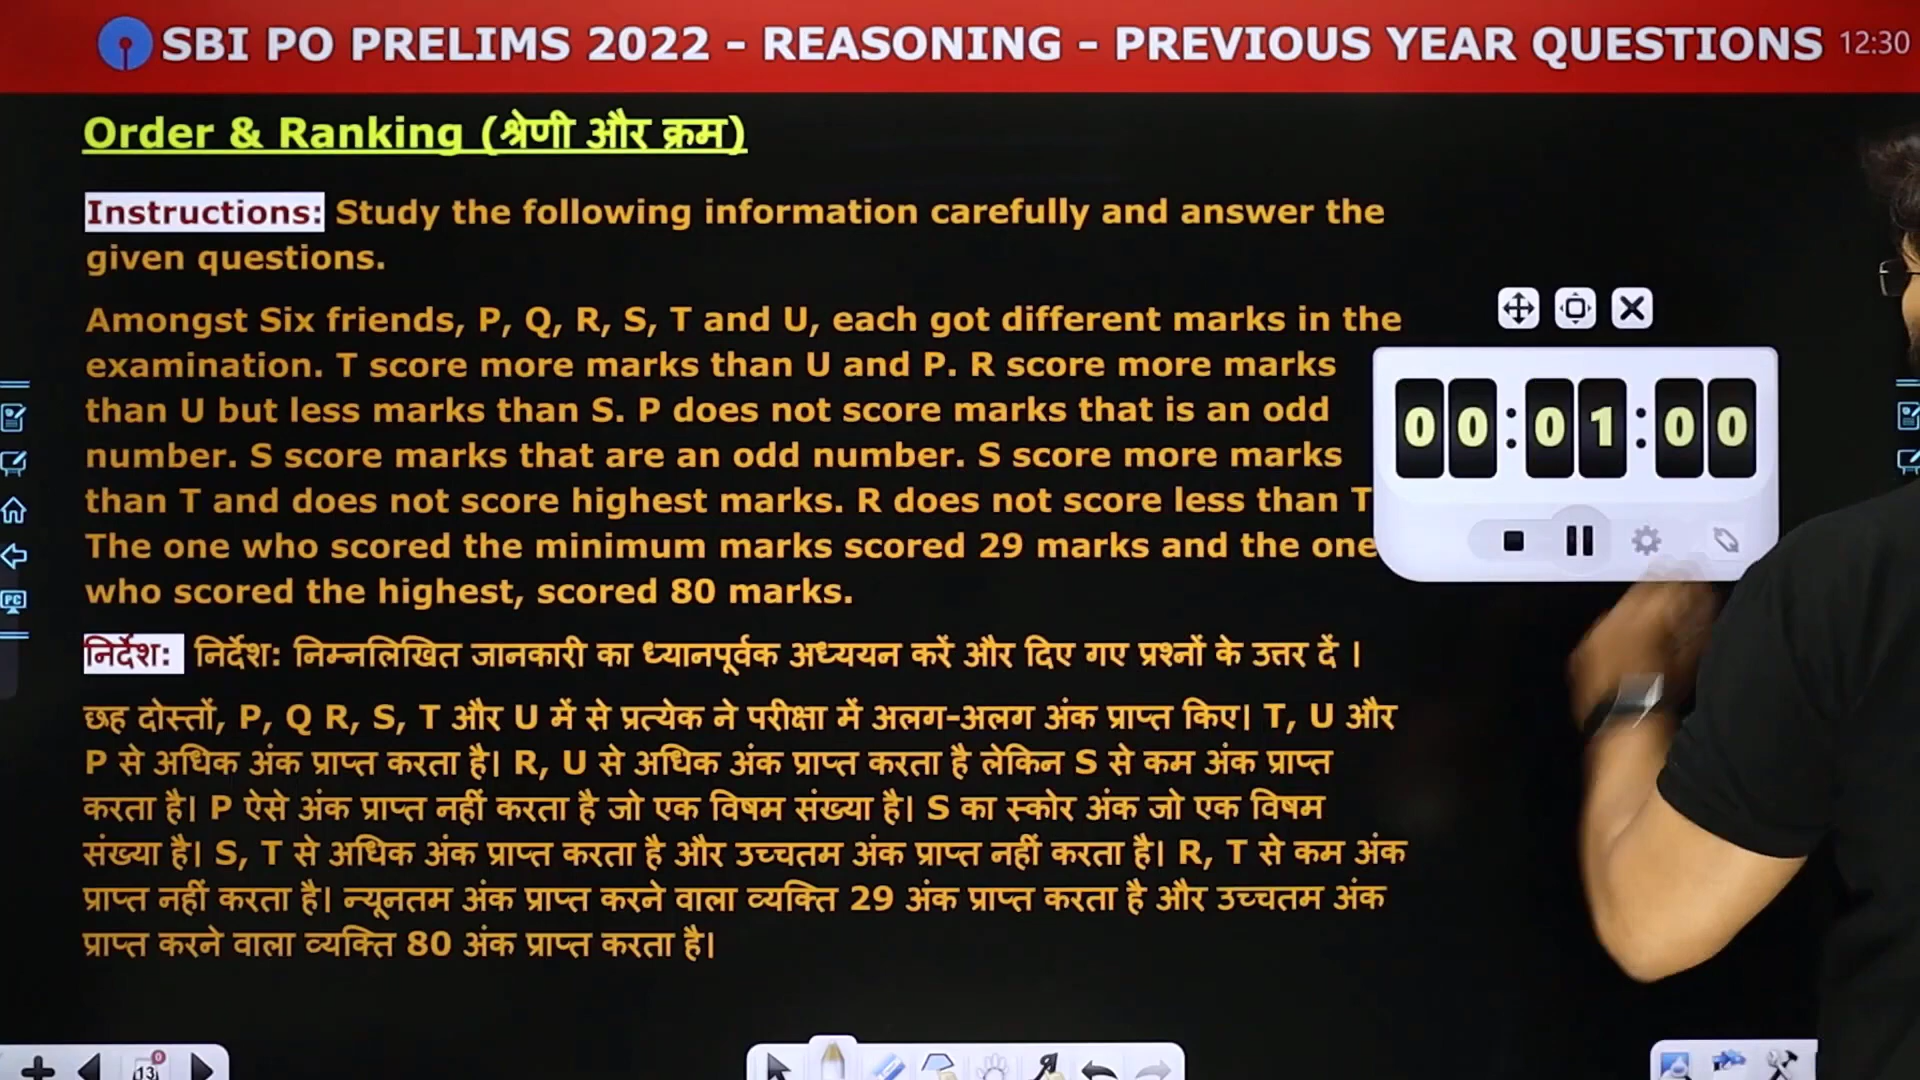 SBI PO PRELIMS 2022 - REASONING - PREVIOUS YEAR QUESTIONS 12:30
Order & Ranking (श्रेणी और क्रम)
Instructions: Study the following information carefully and answer the
given questions.
Amongst Six friends, P, Q, R, S, T and U, each got different marks in the
examination. T score more marks than U and P. R score more marks
than U but less marks than S. P does not score marks that is an odd
number. S score marks that are an odd number. S score more marks
than T and does not score highest marks. R does not score less than T
The one who scored the minimum marks scored 29 marks and the one
who scored the highest, scored 80 marks.
00:01:00
निर्देश: निर्देश: निम्नलिखित जानकारी का ध्यानपूर्वक अध्ययन करें और दिए गए प्रश्नों के उत्तर दें ।
छह दोस्तों, P, Q R, S, T और U में से प्रत्येक ने परीक्षा में अलग-अलग अंक प्राप्त किए। T, U और
P से अधिक अंक प्राप्त करता है। R, U से अधिक अंक प्राप्त करता है लेकिन S से कम अंक प्राप्त
करता है। P ऐसे अंक प्राप्त नहीं करता है जो एक विषम संख्या है। S का स्कोर अंक जो एक विषम
संख्या है। S, T से अधिक अंक प्राप्त करता है और उच्चतम अंक प्राप्त नहीं करता है। R, T से कम अंक
प्राप्त नहीं करता है। न्यूनतम अंक प्राप्त करने वाला व्यक्ति 29 अंक प्राप्त करता है और उच्चतम अंक
प्राप्त करने वाला व्यक्ति 80 अंक प्राप्त करता है।
PC
13
0